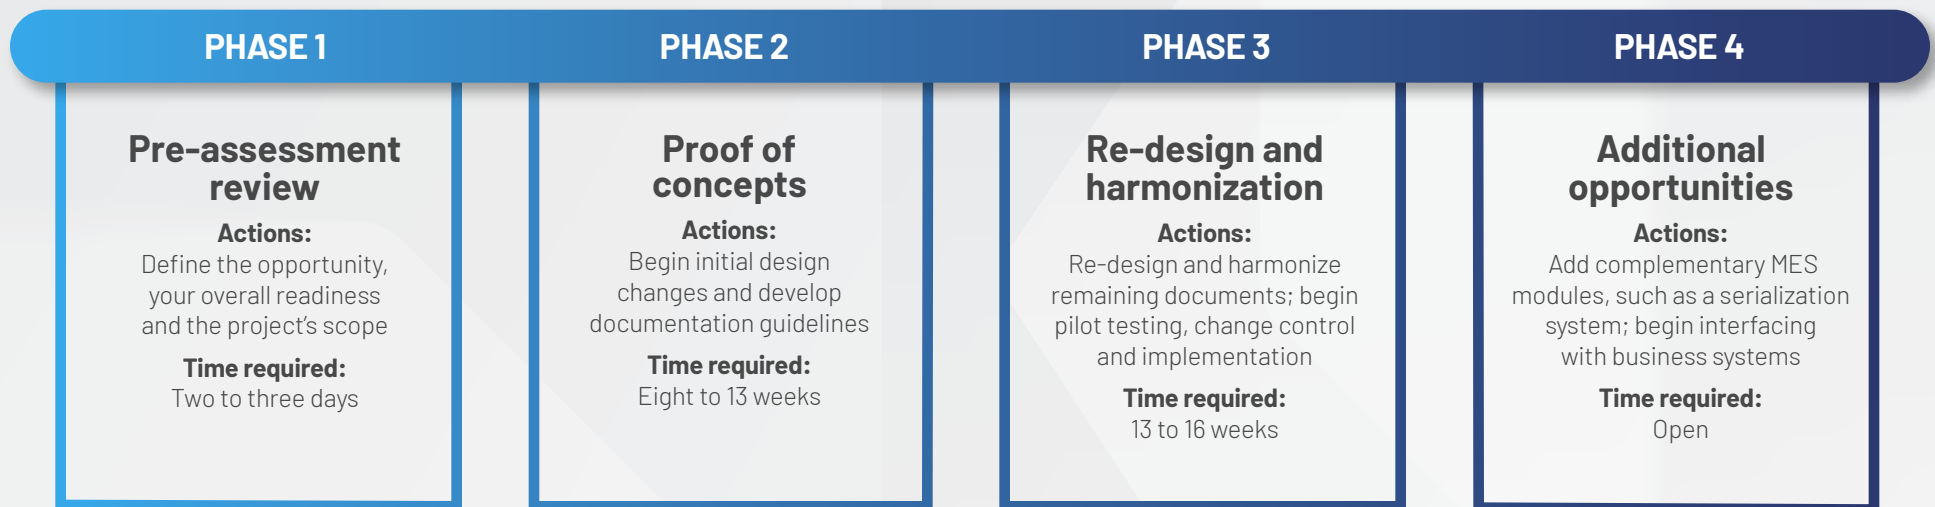 PHASE 1
PHASE 2
PHASE 3
PHASE 4
Pre-assessment
review
Actions:
Define the opportunity,
your overall readiness
and the project's scope
Time required:
Two to three days
Proof of
concepts
Actions:
Begin initial design
changes and develop
documentation guidelines
Time required:
Eight to 13 weeks
Re-design and
harmonization
Actions:
Re-design and harmonize
remaining documents; begin
pilot testing, change control
and implementation
Time required:
13 to 16 weeks
Additional
opportunities
Actions:
Add complementary MES
modules, such as a serialization
system; begin interfacing
with business systems
Time required:
Open